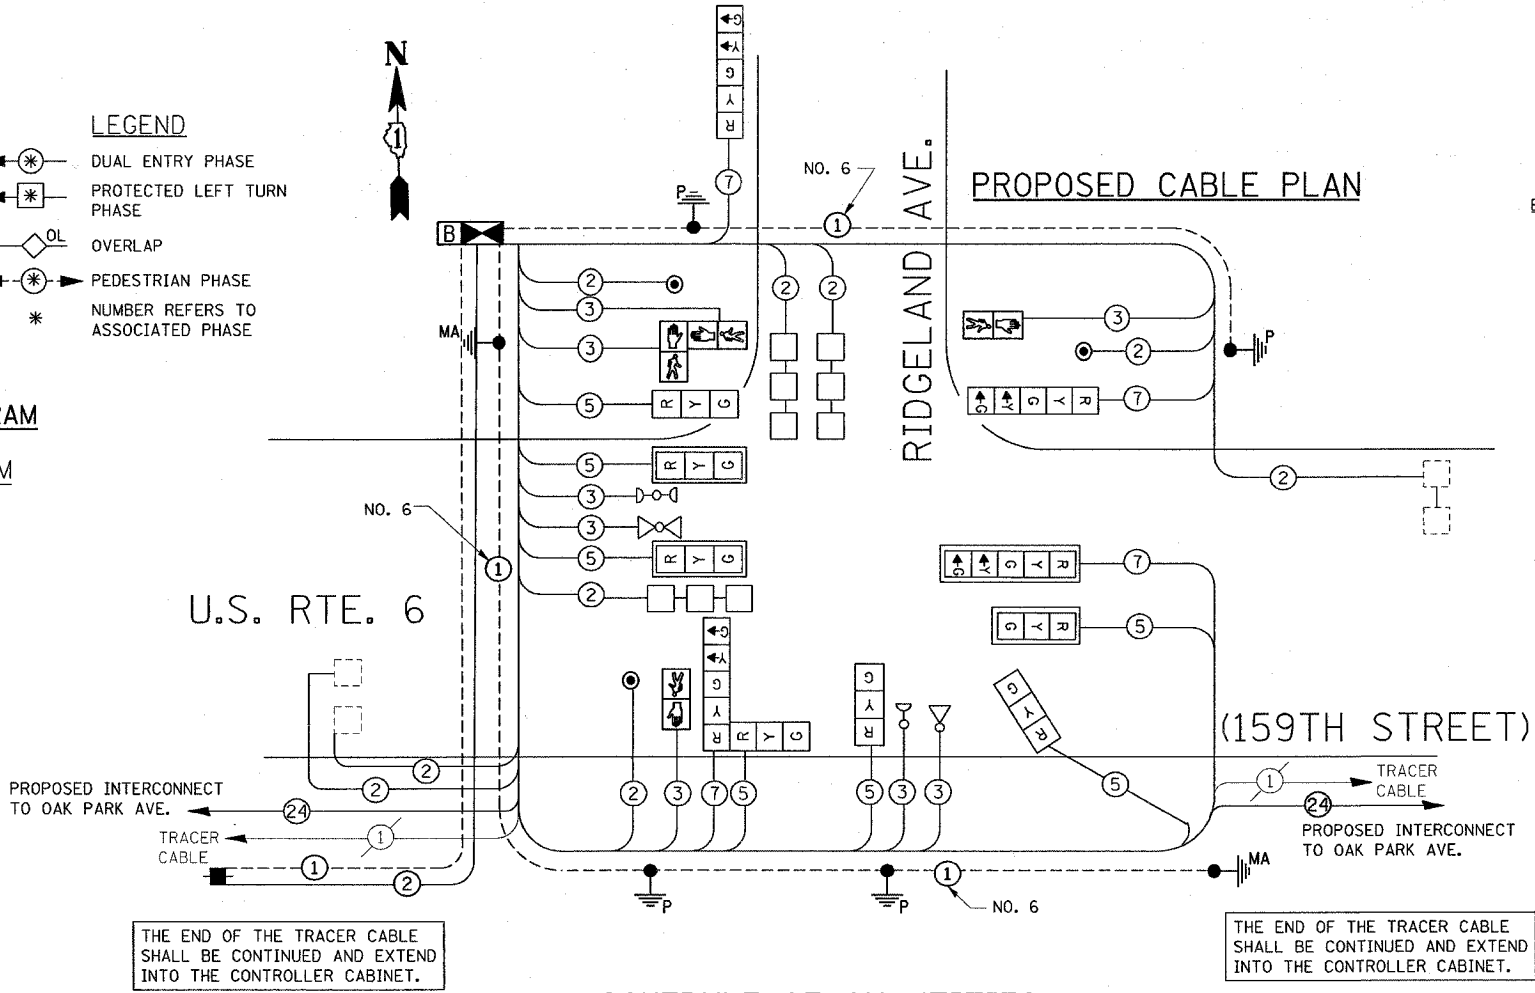 N
1
LEGEND
* DUAL ENTRY PHASE
* PROTECTED LEFT TURN
PHASE
OL OVERLAP
* PEDESTRIAN PHASE
* NUMBER REFERS TO
ASSOCIATED PHASE
RAM
M
PROPOSED CABLE PLAN
RIDGELAND AVE.
G
Y
G
Y
R
7
NO. 6
1
P
B
MA
2
3
3
5
R Y G
2
2
3
2
P
G Y G Y R
7
5
R Y G
3
3
5
R Y G
2
2
NO. 6
1
U.S. RTE. 6
G Y G Y R
7
G Y R
5
G
Y
G
Y
R
R Y G
G
Y
R
G Y R
(159TH STREET)
2
2
2
3
7
5
5
3
3
5
PROPOSED INTERCONNECT
TO OAK PARK AVE.
24
TRACER
CABLE
1
1
2
1
TRACER
CABLE
24
PROPOSED INTERCONNECT
TO OAK PARK AVE.
P
P
1
NO. 6
MA
THE END OF THE TRACER CABLE
SHALL BE CONTINUED AND EXTEND
INTO THE CONTROLLER CABINET.
THE END OF THE TRACER CABLE
SHALL BE CONTINUED AND EXTEND
INTO THE CONTROLLER CABINET.